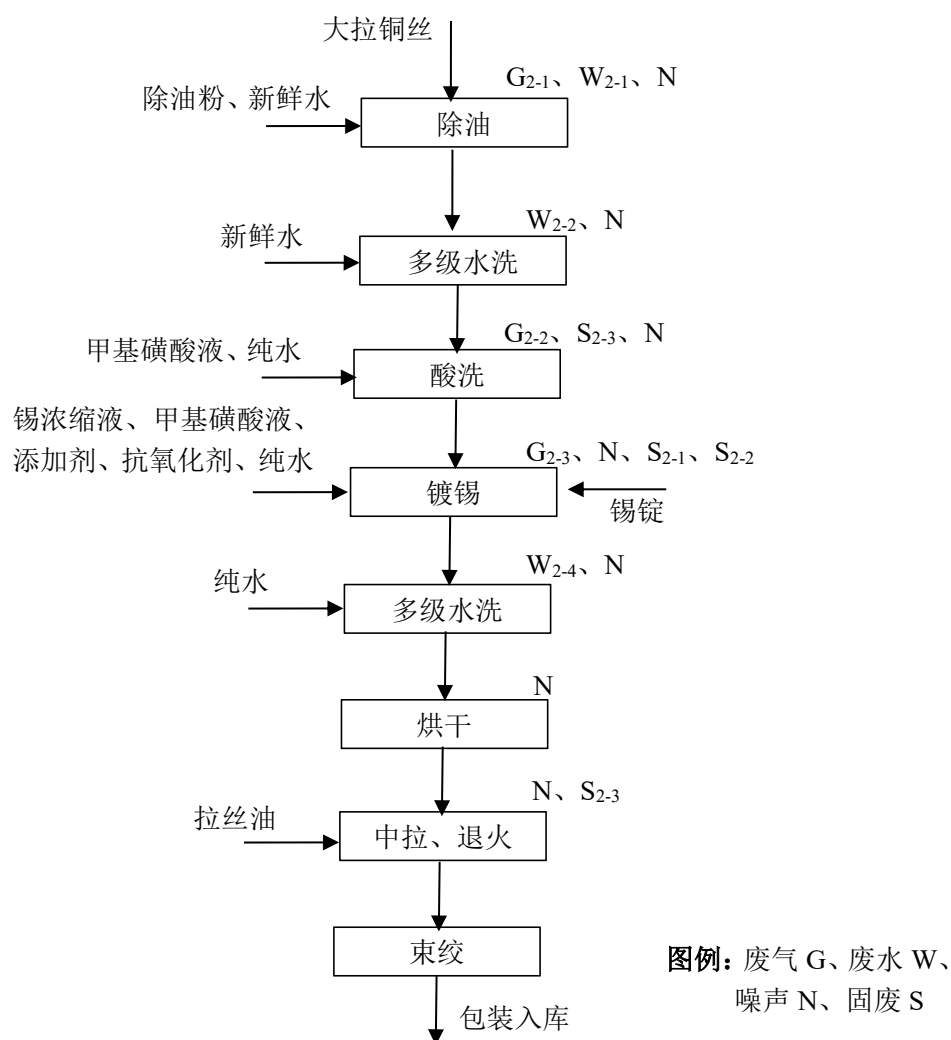 大拉铜丝
G2-1、W2-1、N
除油粉、新鲜水
除油
W2-2、N
新鲜水
多级水洗
G2-2、S2-3、N
甲基磺酸液、纯水
酸洗
锡浓缩液、甲基磺酸液、
添加剂、抗氧化剂、纯水
G2-3、N、S2-1、S2-2
镀锡
锡锭
W2-4、N
纯水
多级水洗
N
烘干
N、S2-3
拉丝油
中拉、退火
束绞
图例：废气 G、废水 W、
噪声 N、固废 S
包装入库